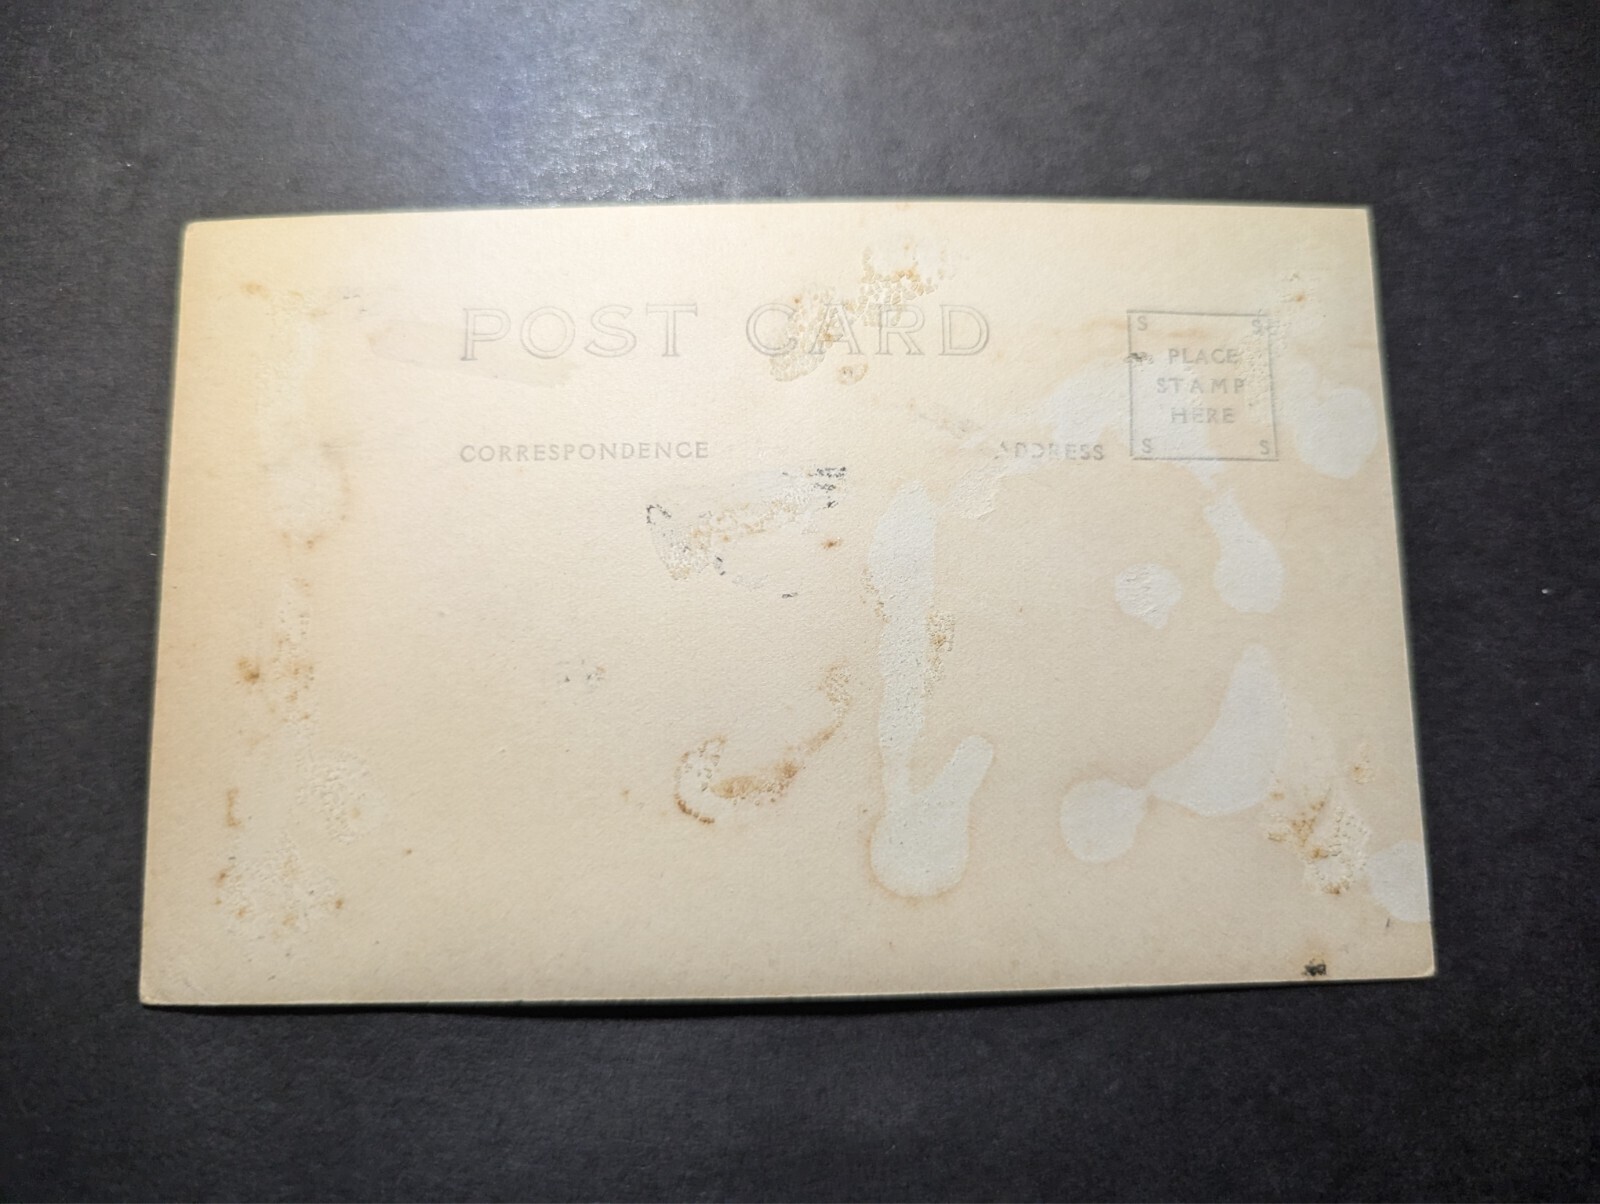 POST CARD
S S
PLACE
STAMP
HERE
S S
CORRESPONDENCE
ADDRESS